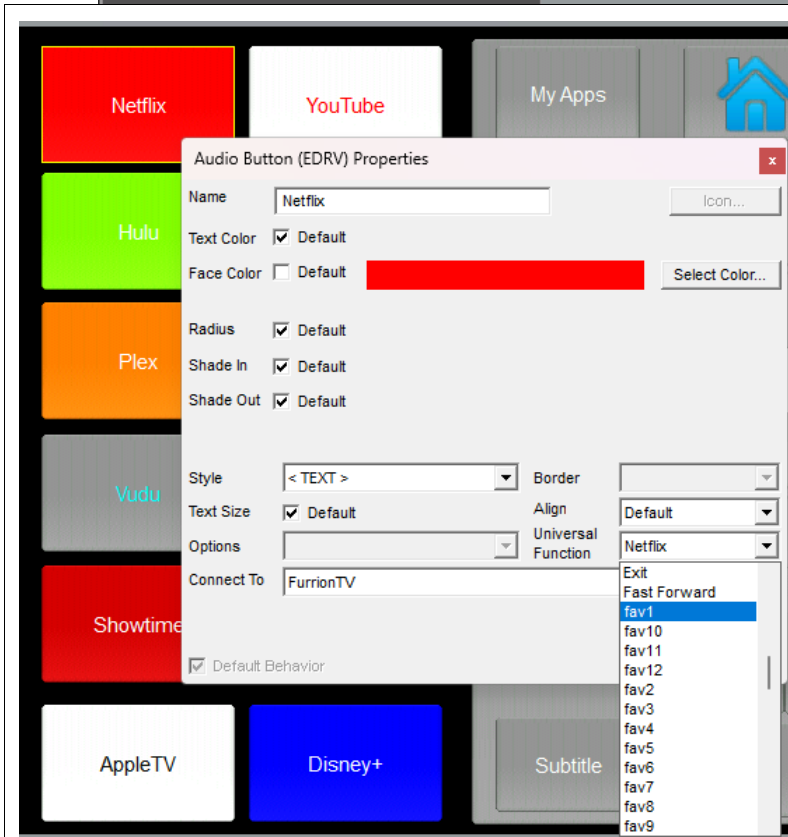 Netflix
YouTube
My Apps
Audio Button (EDRV) Properties
x
Name
Netflix
Icon...
Hulu
Text Color
Default
Face Color
Default
Select Color...
Radius
Default
Plex
Shade In
Default
Shade Out
Default
Style
< TEXT >
Border
Vudu
Text Size
Default
Align
Default
Options
Universal
Function
Netflix
Connect To
FurrionTV
Exit
Fast Forward
fav1
Showtime
fav10
fav11
Default Behavior
fav12
fav2
fav3
fav4
AppleTV
Disney+
Subtitle
fav5
fav6
fav7
fav8
fav9